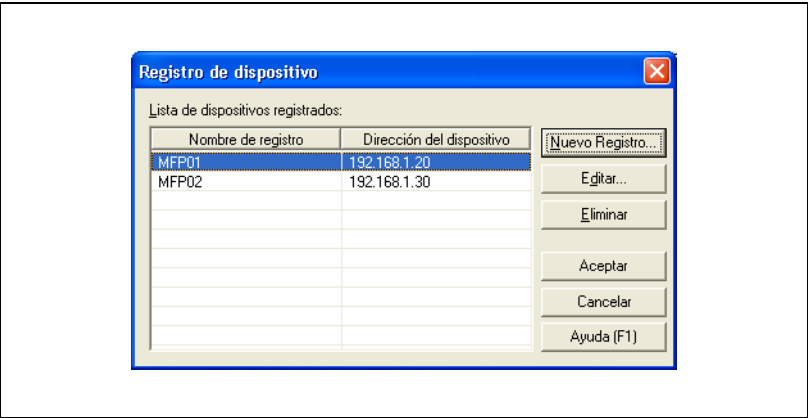 Registro de dispositivo
Lista de dispositivos registrados:
Nombre de registro Dirección del dispositivo
MFP01 192.168.1.20
MFP02 192.168.1.30
Nuevo Registro...
Editar...
Eliminar
Aceptar
Cancelar
Ayuda (F1)